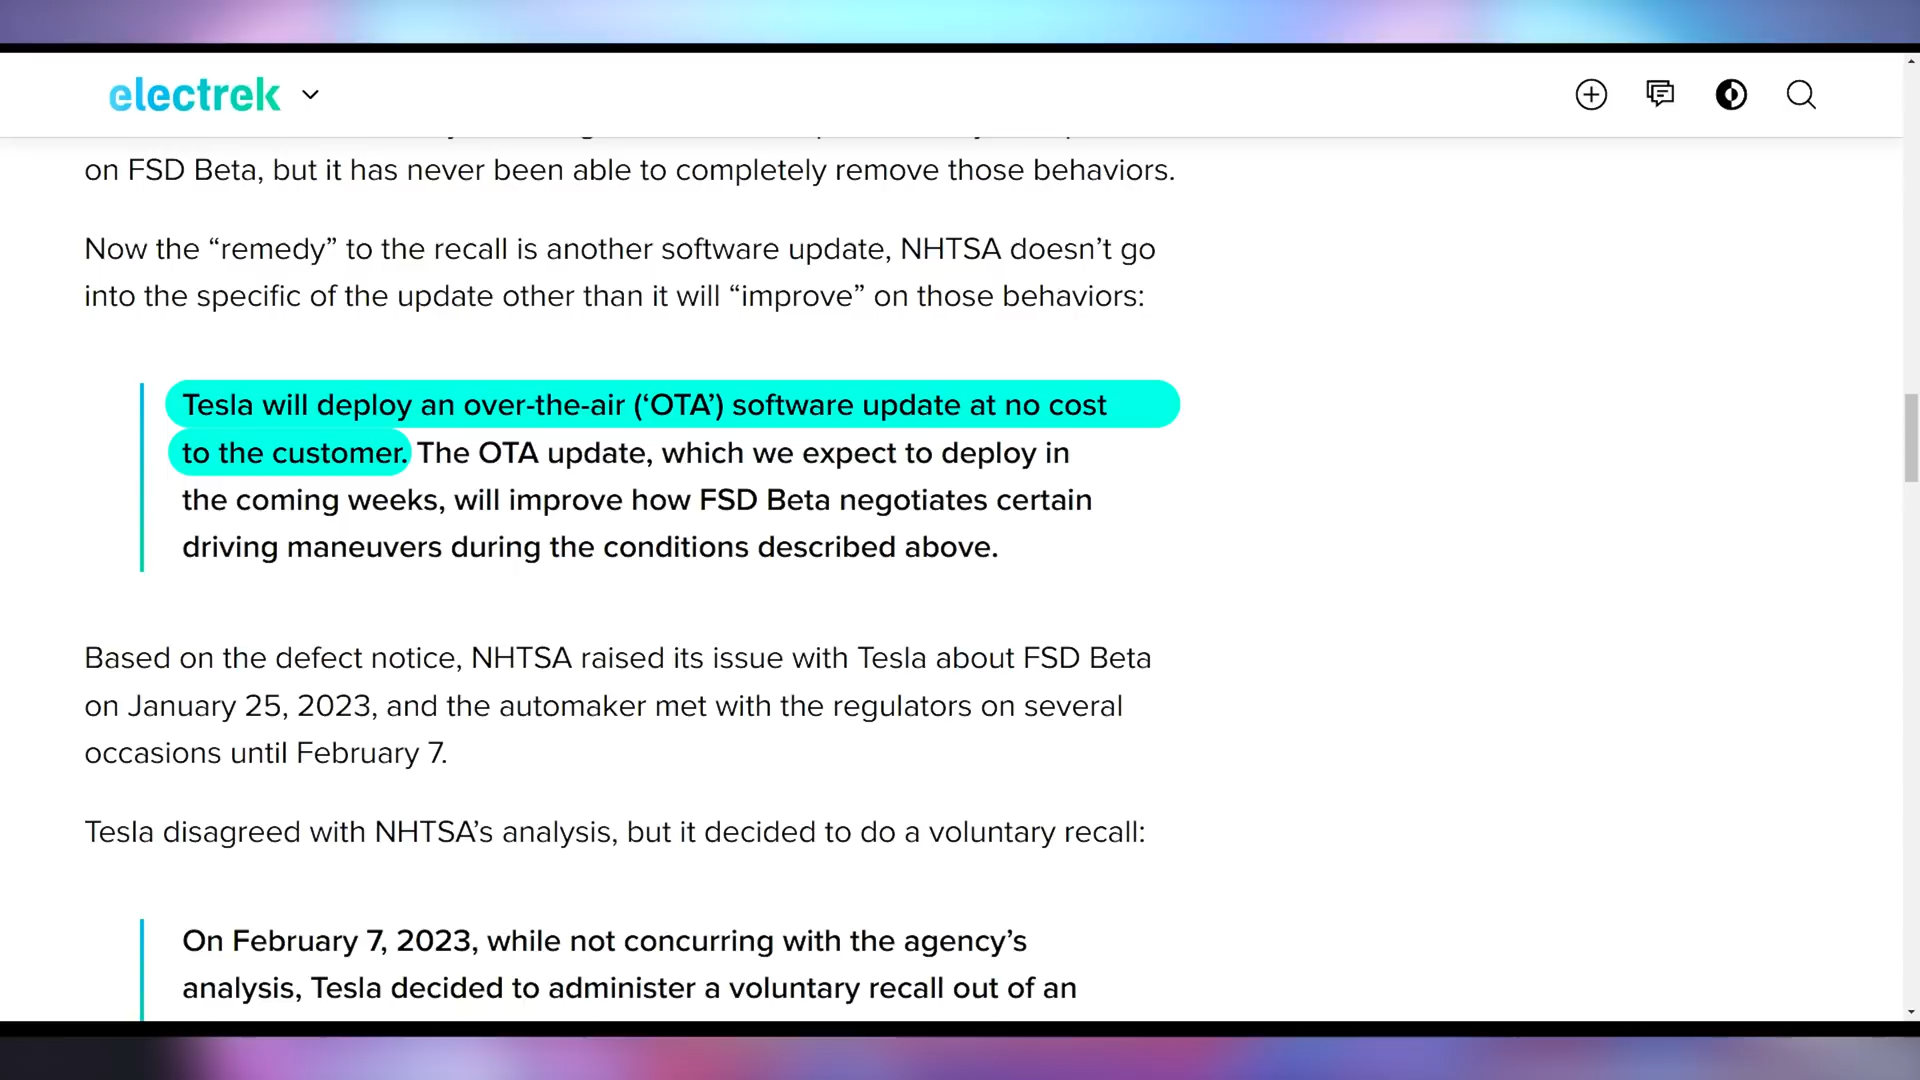 electrek
on FSD Beta, but it has never been able to completely remove those behaviors.
Now the “remedy” to the recall is another software update, NHTSA doesn’t go
into the specific of the update other than it will “improve” on those behaviors:
Tesla will deploy an over-the-air (‘OTA’) software update at no cost
to the customer. The OTA update, which we expect to deploy in
the coming weeks, will improve how FSD Beta negotiates certain
driving maneuvers during the conditions described above.
Based on the defect notice, NHTSA raised its issue with Tesla about FSD Beta
on January 25, 2023, and the automaker met with the regulators on several
occasions until February 7.
Tesla disagreed with NHTSA’s analysis, but it decided to do a voluntary recall:
On February 7, 2023, while not concurring with the agency’s
analysis, Tesla decided to administer a voluntary recall out of an